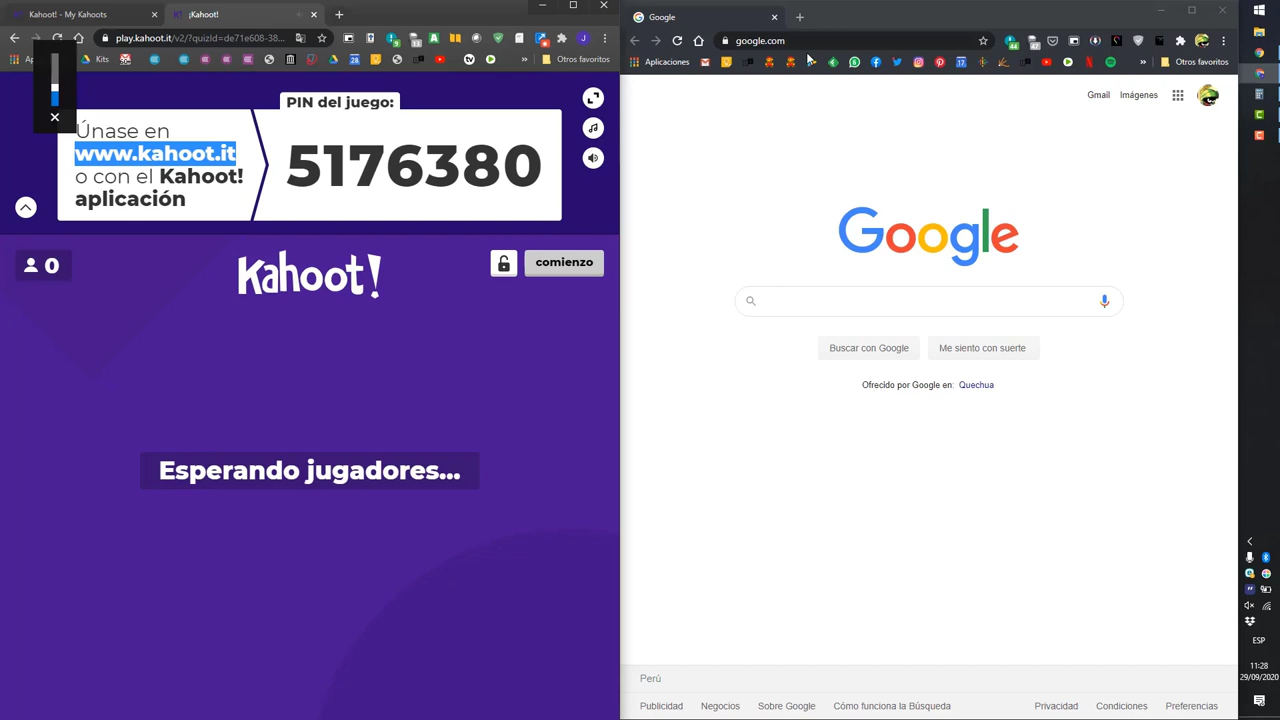 Kahoot! - My Kahoots
¡Kahoot!
play.kahoot.it/v2/?quizId=de71e608-38...
Kits
Otros favoritos
Únase en
www.kahoot.it
o con el Kahoot!
aplicación
PIN del juego:
5176380
0
Kahoot!
comienzo
Esperando jugadores...
Google
google.com
Aplicaciones
Otros favoritos
Gmail
Imágenes
Google
Buscar con Google
Me siento con suerte
Ofrecido por Google en: Quechua
Perú
Publicidad
Negocios
Sobre Google
Cómo funciona la Búsqueda
Privacidad
Condiciones
Preferencias
ESP
11:28
29/09/2020